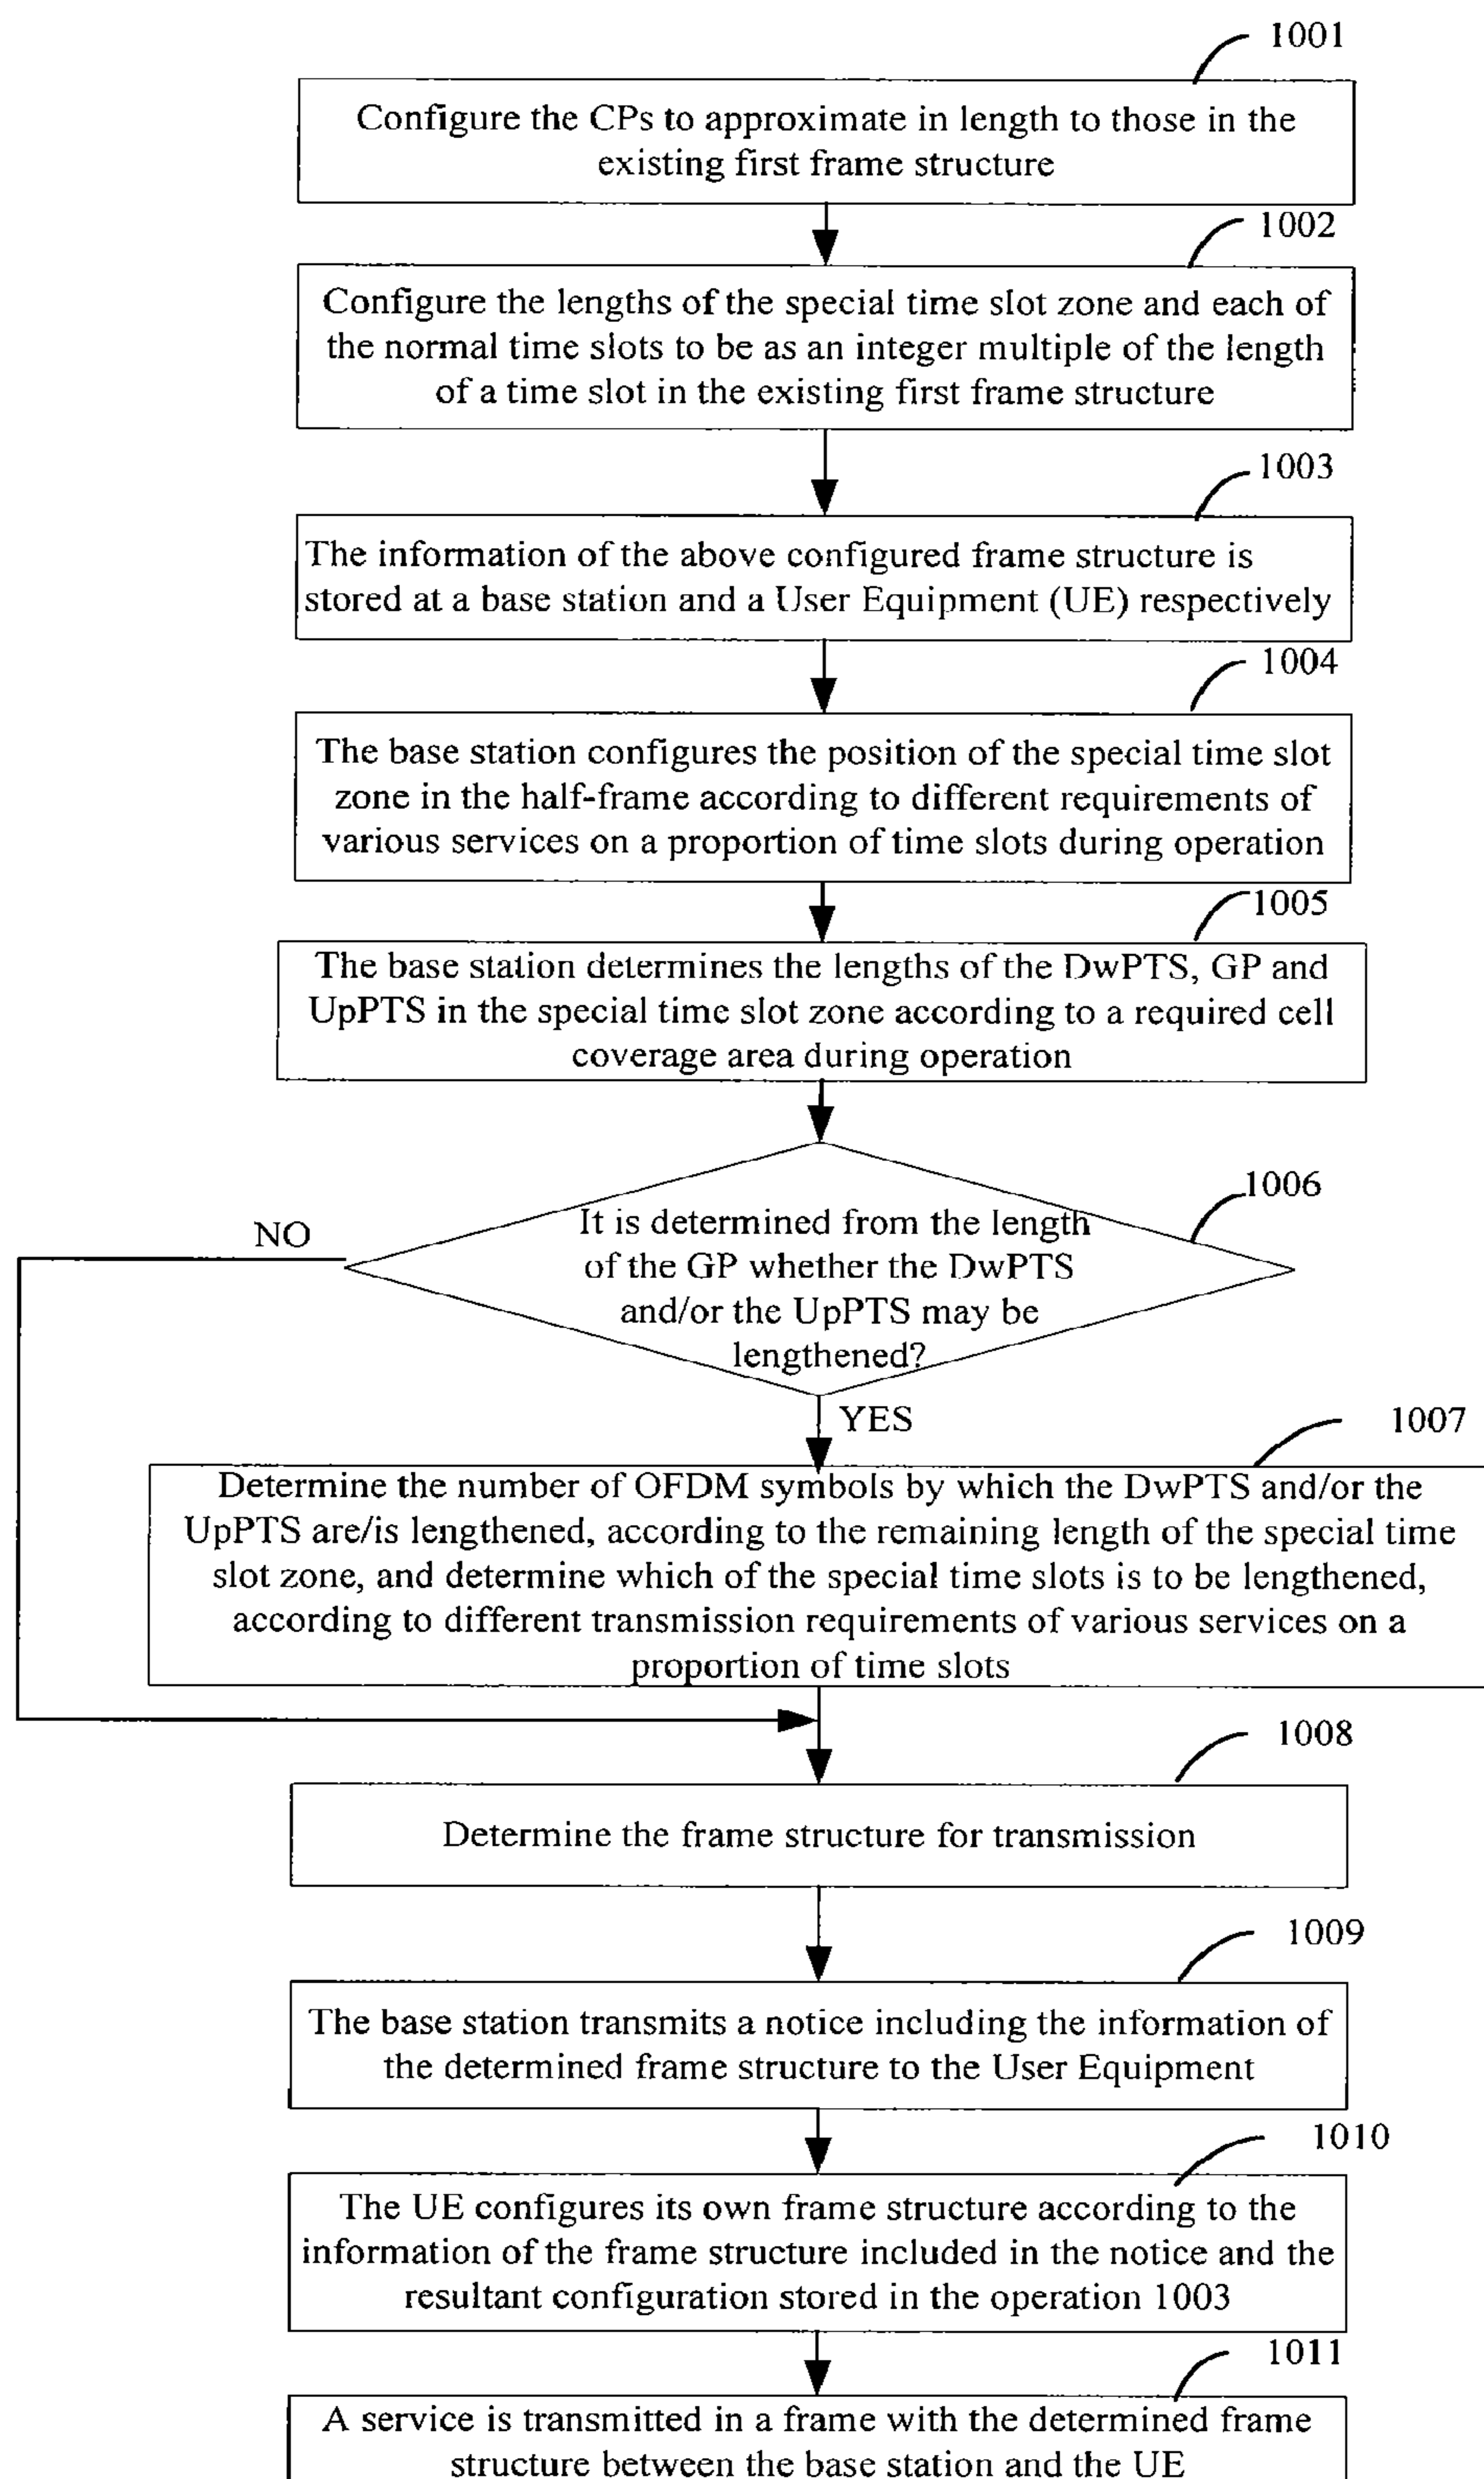 1001
Configure the CPs to approximate in length to those in the
existing first frame structure
1002
Configure the lengths of the special time slot zone and each of
the normal time slots to be as an integer multiple of the length
of a time slot in the existing first frame structure
1003
The information of the above configured frame structure is
stored at a base station and a User Equipment (UE) respectively
1004
The base station configures the position of the special time slot
zone in the half-frame according to different requirements of
various services on a proportion of time slots during operation
1005
The base station determines the lengths of the DwPTS, GP and
UpPTS in the special time slot zone according to a required cell
coverage area during operation
1006
NO
It is determined from the length
of the GP whether the DwPTS
and/or the UpPTS may be
lengthened?
YES
1007
Determine the number of OFDM symbols by which the DwPTS and/or the
UpPTS are/is lengthened, according to the remaining length of the special time
slot zone, and determine which of the special time slots is to be lengthened,
according to different transmission requirements of various services on a
proportion of time slots
1008
Determine the frame structure for transmission
1009
The base station transmits a notice including the information of
the determined frame structure to the User Equipment
1010
The UE configures its own frame structure according to the
information of the frame structure included in the notice and the
resultant configuration stored in the operation 1003
1011
A service is transmitted in a frame with the determined frame
structure between the base station and the UE